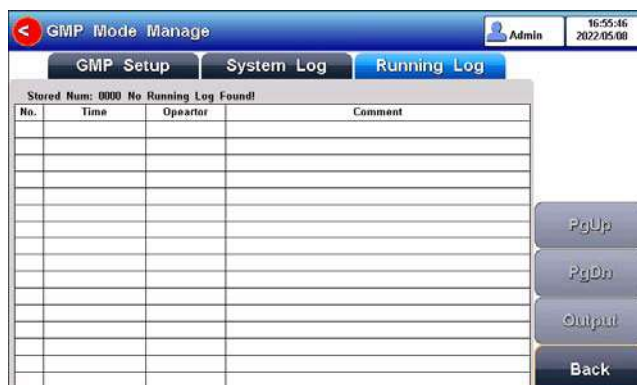 < GMP Mode Manage Admin 16:55:46
2022/05/08
GMP Setup System Log Running Log
Stored Num: 0000 No Running Log Found!
No. Time Opeartor Comment
PgUp
PgDn
Output
Back